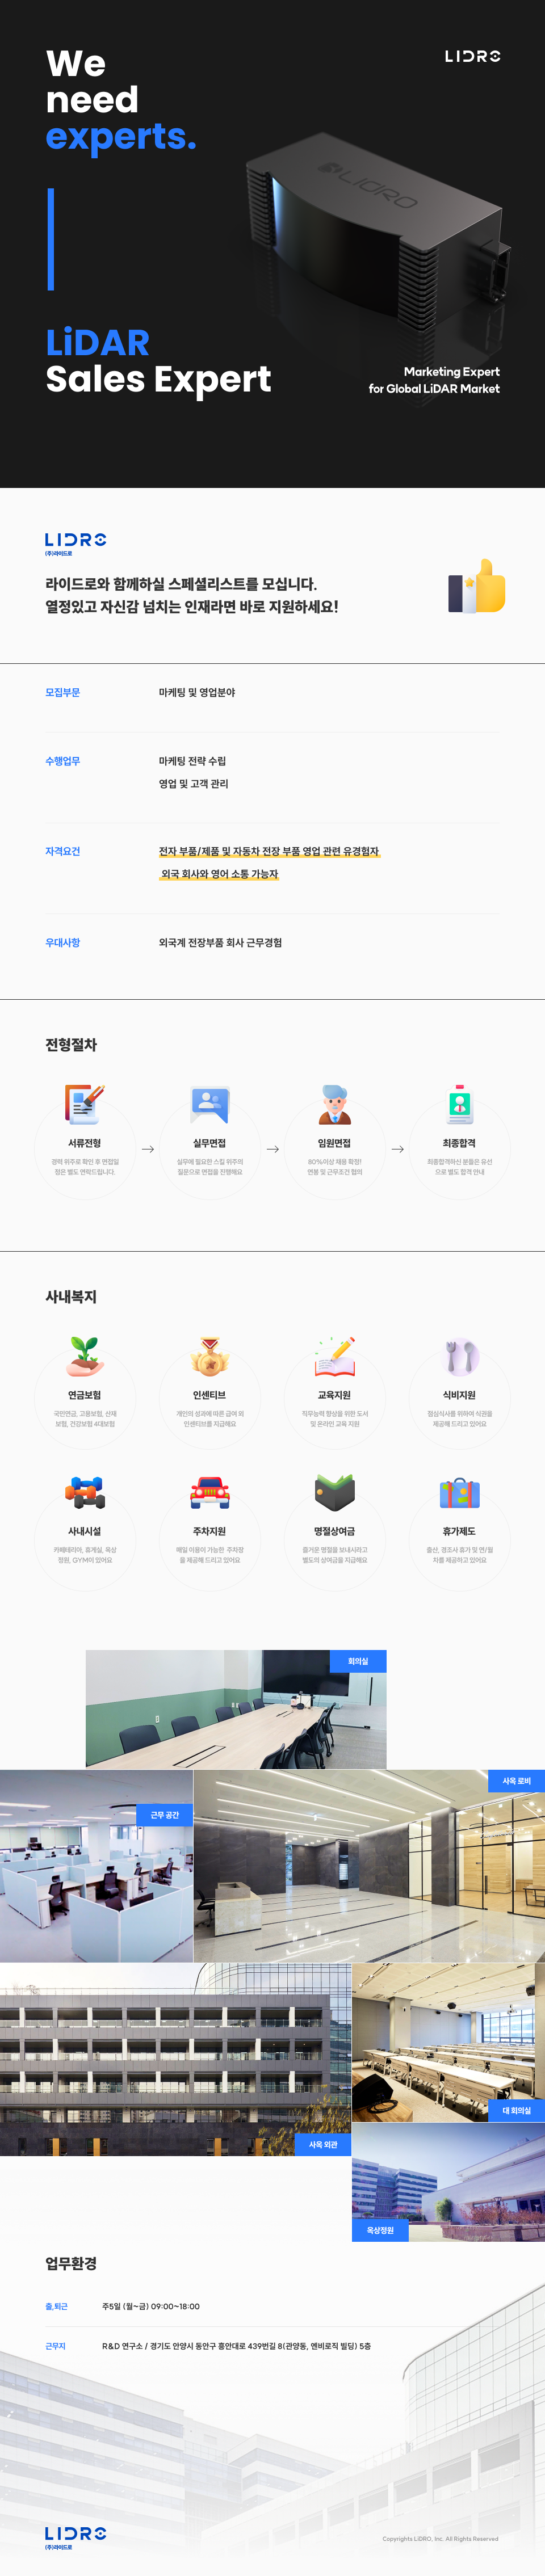 We
need
experts.
LIDRO
LIDRO
LiDAR
Sales Expert
Marketing Expert
for Global LiDAR Market
LIDRO
(주)라이드로
라이드로와 함께하실 스페셜리스트를 모십니다.
열정있고 자신감 넘치는 인재라면 바로 지원하세요!
모집부문
마케팅 및 영업분야
수행업무
마케팅 전략 수립
영업 및 고객 관리
자격요건
전자 부품/제품 및 자동차 전장 부품 영업 관련 유경험자
외국 회사와 영어 소통 가능자
우대사항
외국계 전장부품 회사 근무경험
전형절차
서류전형
경력 위주로 확인 후 면접일
정은 별도 연락드립니다.
실무면접
실무에 필요한 스킬 위주의
질문으로 면접을 진행해요
임원면접
80%이상 채용 확정!
연봉 및 근무조건 협의
최종합격
최종합격하신 분들은 유선
으로 별도 합격 안내
사내복지
연금보험
국민연금, 고용보험, 산재
보험, 건강보험 4대보험
인센티브
개인의 성과에 따른 급여 외
인센티브를 지급해요
교육지원
직무능력 향상을 위한 도서
및 온라인 교육 지원
식비지원
점심식사를 위하여 식권을
제공해 드리고 있어요
사내시설
카페테리아, 휴게실, 옥상
정원, GYM이 있어요
주차지원
매일 이용이 가능한 주차장
을 제공해 드리고 있어요
명절상여금
즐거운 명절을 보내시라고
별도의 상여금을 지급해요
휴가제도
출산, 경조사 휴가 및 연/월
차를 제공하고 있어요
회의실
사옥 로비
근무 공간
사옥 외관
대 회의실
옥상정원
업무환경
출,퇴근
주5일 (월~금) 09:00~18:00
근무지
R&D 연구소 / 경기도 안양시 동안구 흥안대로 439번길 8(관양동, 엔비로직 빌딩) 5층
LIDRO
(주)라이드로
Copyrights LiDRO, Inc. All Rights Reserved